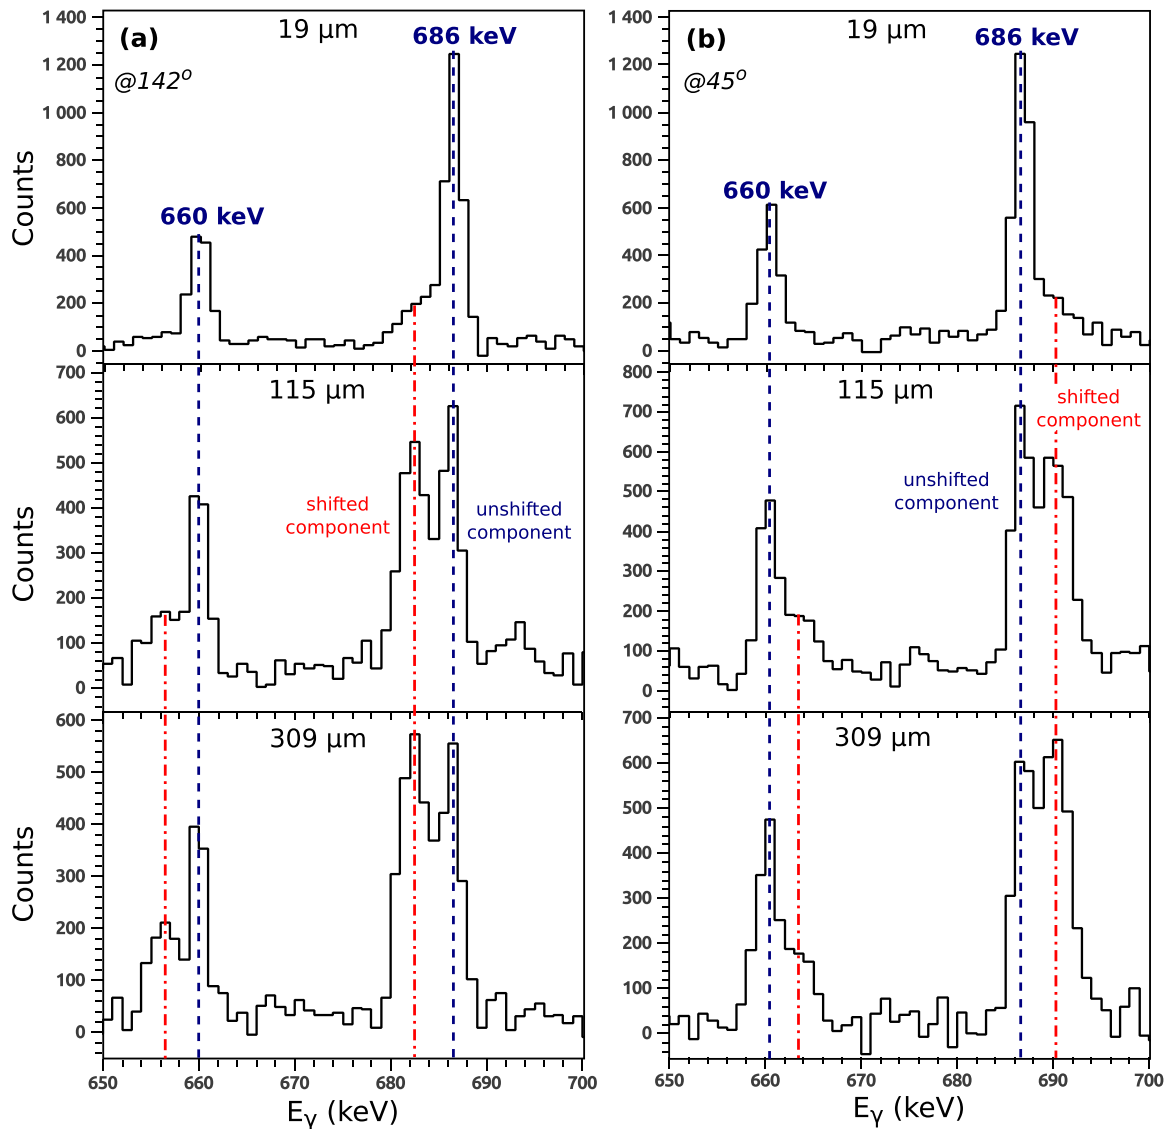 (a)
19 μm
686 keV
@142o
660 keV
1 400
1 200
1 000
800
600
400
200
0
Counts
115 μm
shifted
component
unshifted
component
700
600
500
400
300
200
100
0
Counts
309 μm
600
500
400
300
200
100
0
Counts
650 660 670 680 690 700
Eγ (keV)
(b)
19 μm
686 keV
@45o
660 keV
1 400
1 200
1 000
800
600
400
200
0
115 μm
shifted
component
unshifted
component
800
700
600
500
400
300
200
100
0
309 μm
700
600
500
400
300
200
100
0
650 660 670 680 690 700
Eγ (keV)